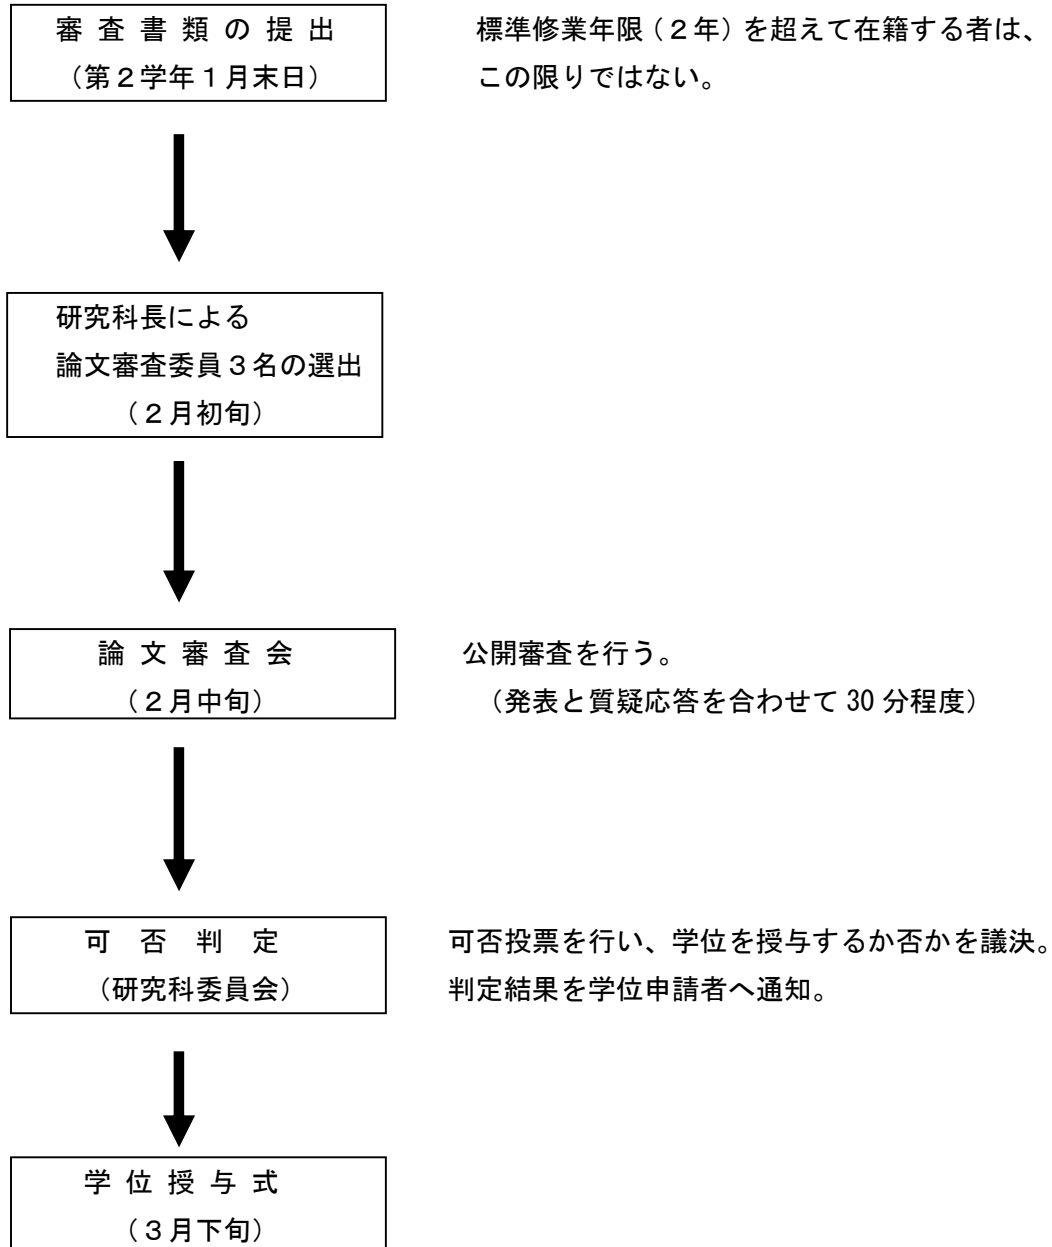 審査書類の提出
（第２学年１月末日）
標準修業年限（２年）を超えて在籍する者は、
この限りではない。
研究科長による
論文審査委員３名の選出
（２月初旬）
論文審査会
（２月中旬）
公開審査を行う。
（発表と質疑応答を合わせて 30 分程度）
可否判定
（研究科委員会）
可否投票を行い、学位を授与するか否かを議決。
判定結果を学位申請者へ通知。
学位授与式
（３月下旬）